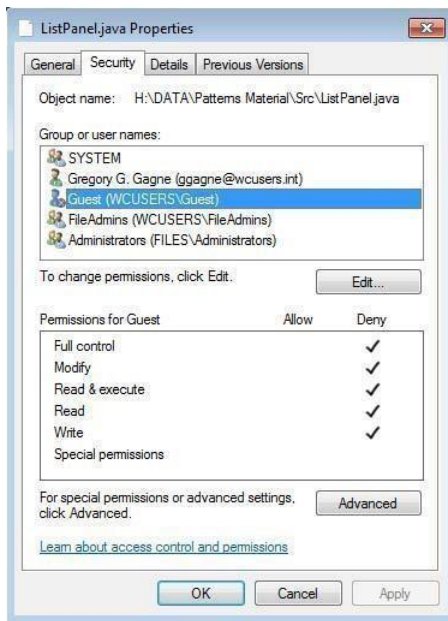 ListPanel.java Properties
General Security Details Previous Versions
Object name: H:\DATA\Patterns Material\Src\ListPanel.java
Group or user names:
SYSTEM
Gregory G. Gagne (ggagne@wcusers.int)
Guest (WCUSERS\Guest)
FileAdmins (WCUSERS\FileAdmins)
Administrators (FILES\Administrators)
To change permissions, click Edit.
Edit...
Permissions for Guest Allow Deny
Full control
Modify
Read & execute
Read
Write
Special permissions
For special permissions or advanced settings,
click Advanced.
Advanced
Learn about access control and permissions
OK Cancel Apply